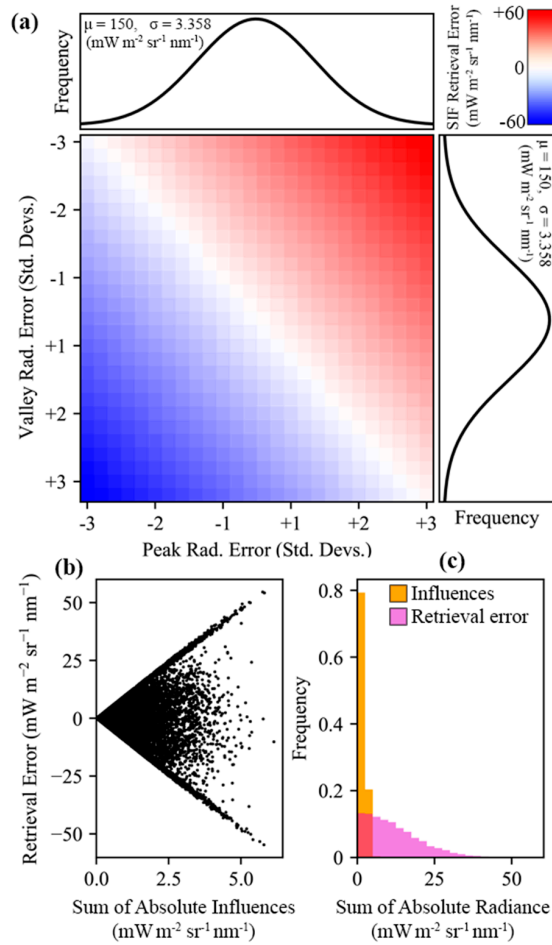 (a)
Frequency
μ = 150, σ = 3.358
(mW m⁻² sr⁻¹ nm⁻¹)
SIF Retrieval Error
(mW m⁻² sr⁻¹ nm⁻¹)
+60
0
-60
Valley Rad. Error (Std. Devs.)
-3
-2
-1
+1
+2
+3
μ = 150, σ = 3.358
(mW m⁻² sr⁻¹ nm⁻¹)
Frequency
-3 -2 -1 +1 +2 +3
Peak Rad. Error (Std. Devs.)
(b)
Retrieval Error (mW m⁻² sr⁻¹ nm⁻¹)
50
25
0
−25
−50
0.0 2.5 5.0
Sum of Absolute Influences
(mW m⁻² sr⁻¹ nm⁻¹)
(c)
Frequency
0.8
0.6
0.4
0.2
0
Influences
Retrieval error
0 25 50
Sum of Absolute Radiance
(mW m⁻² sr⁻¹ nm⁻¹)